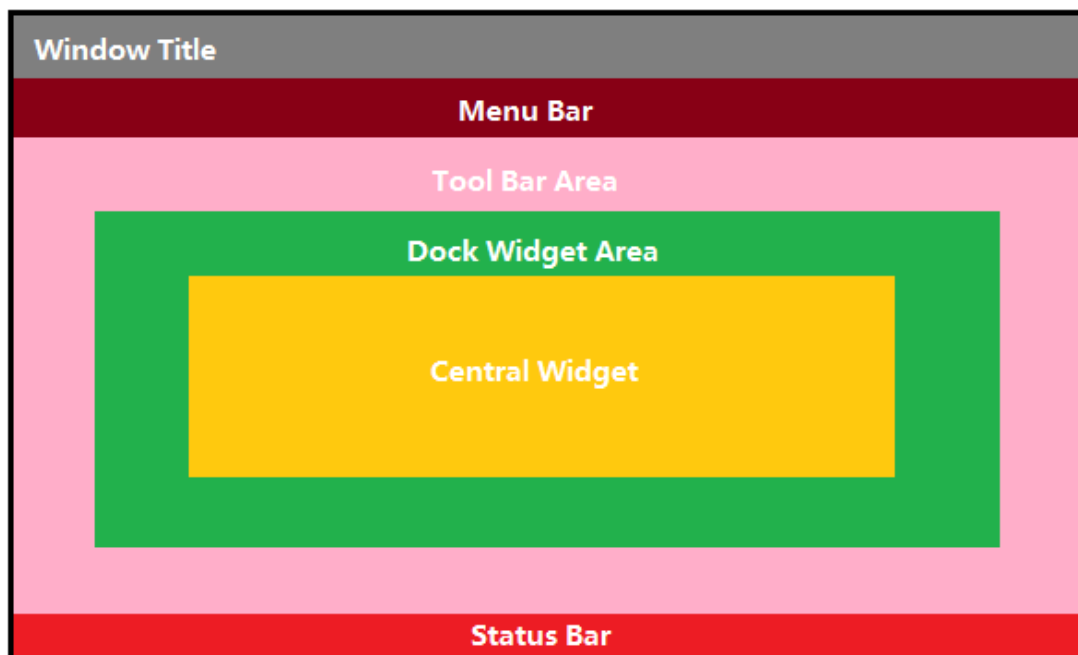 Window Title
Menu Bar
Tool Bar Area
Dock Widget Area
Central Widget
Status Bar